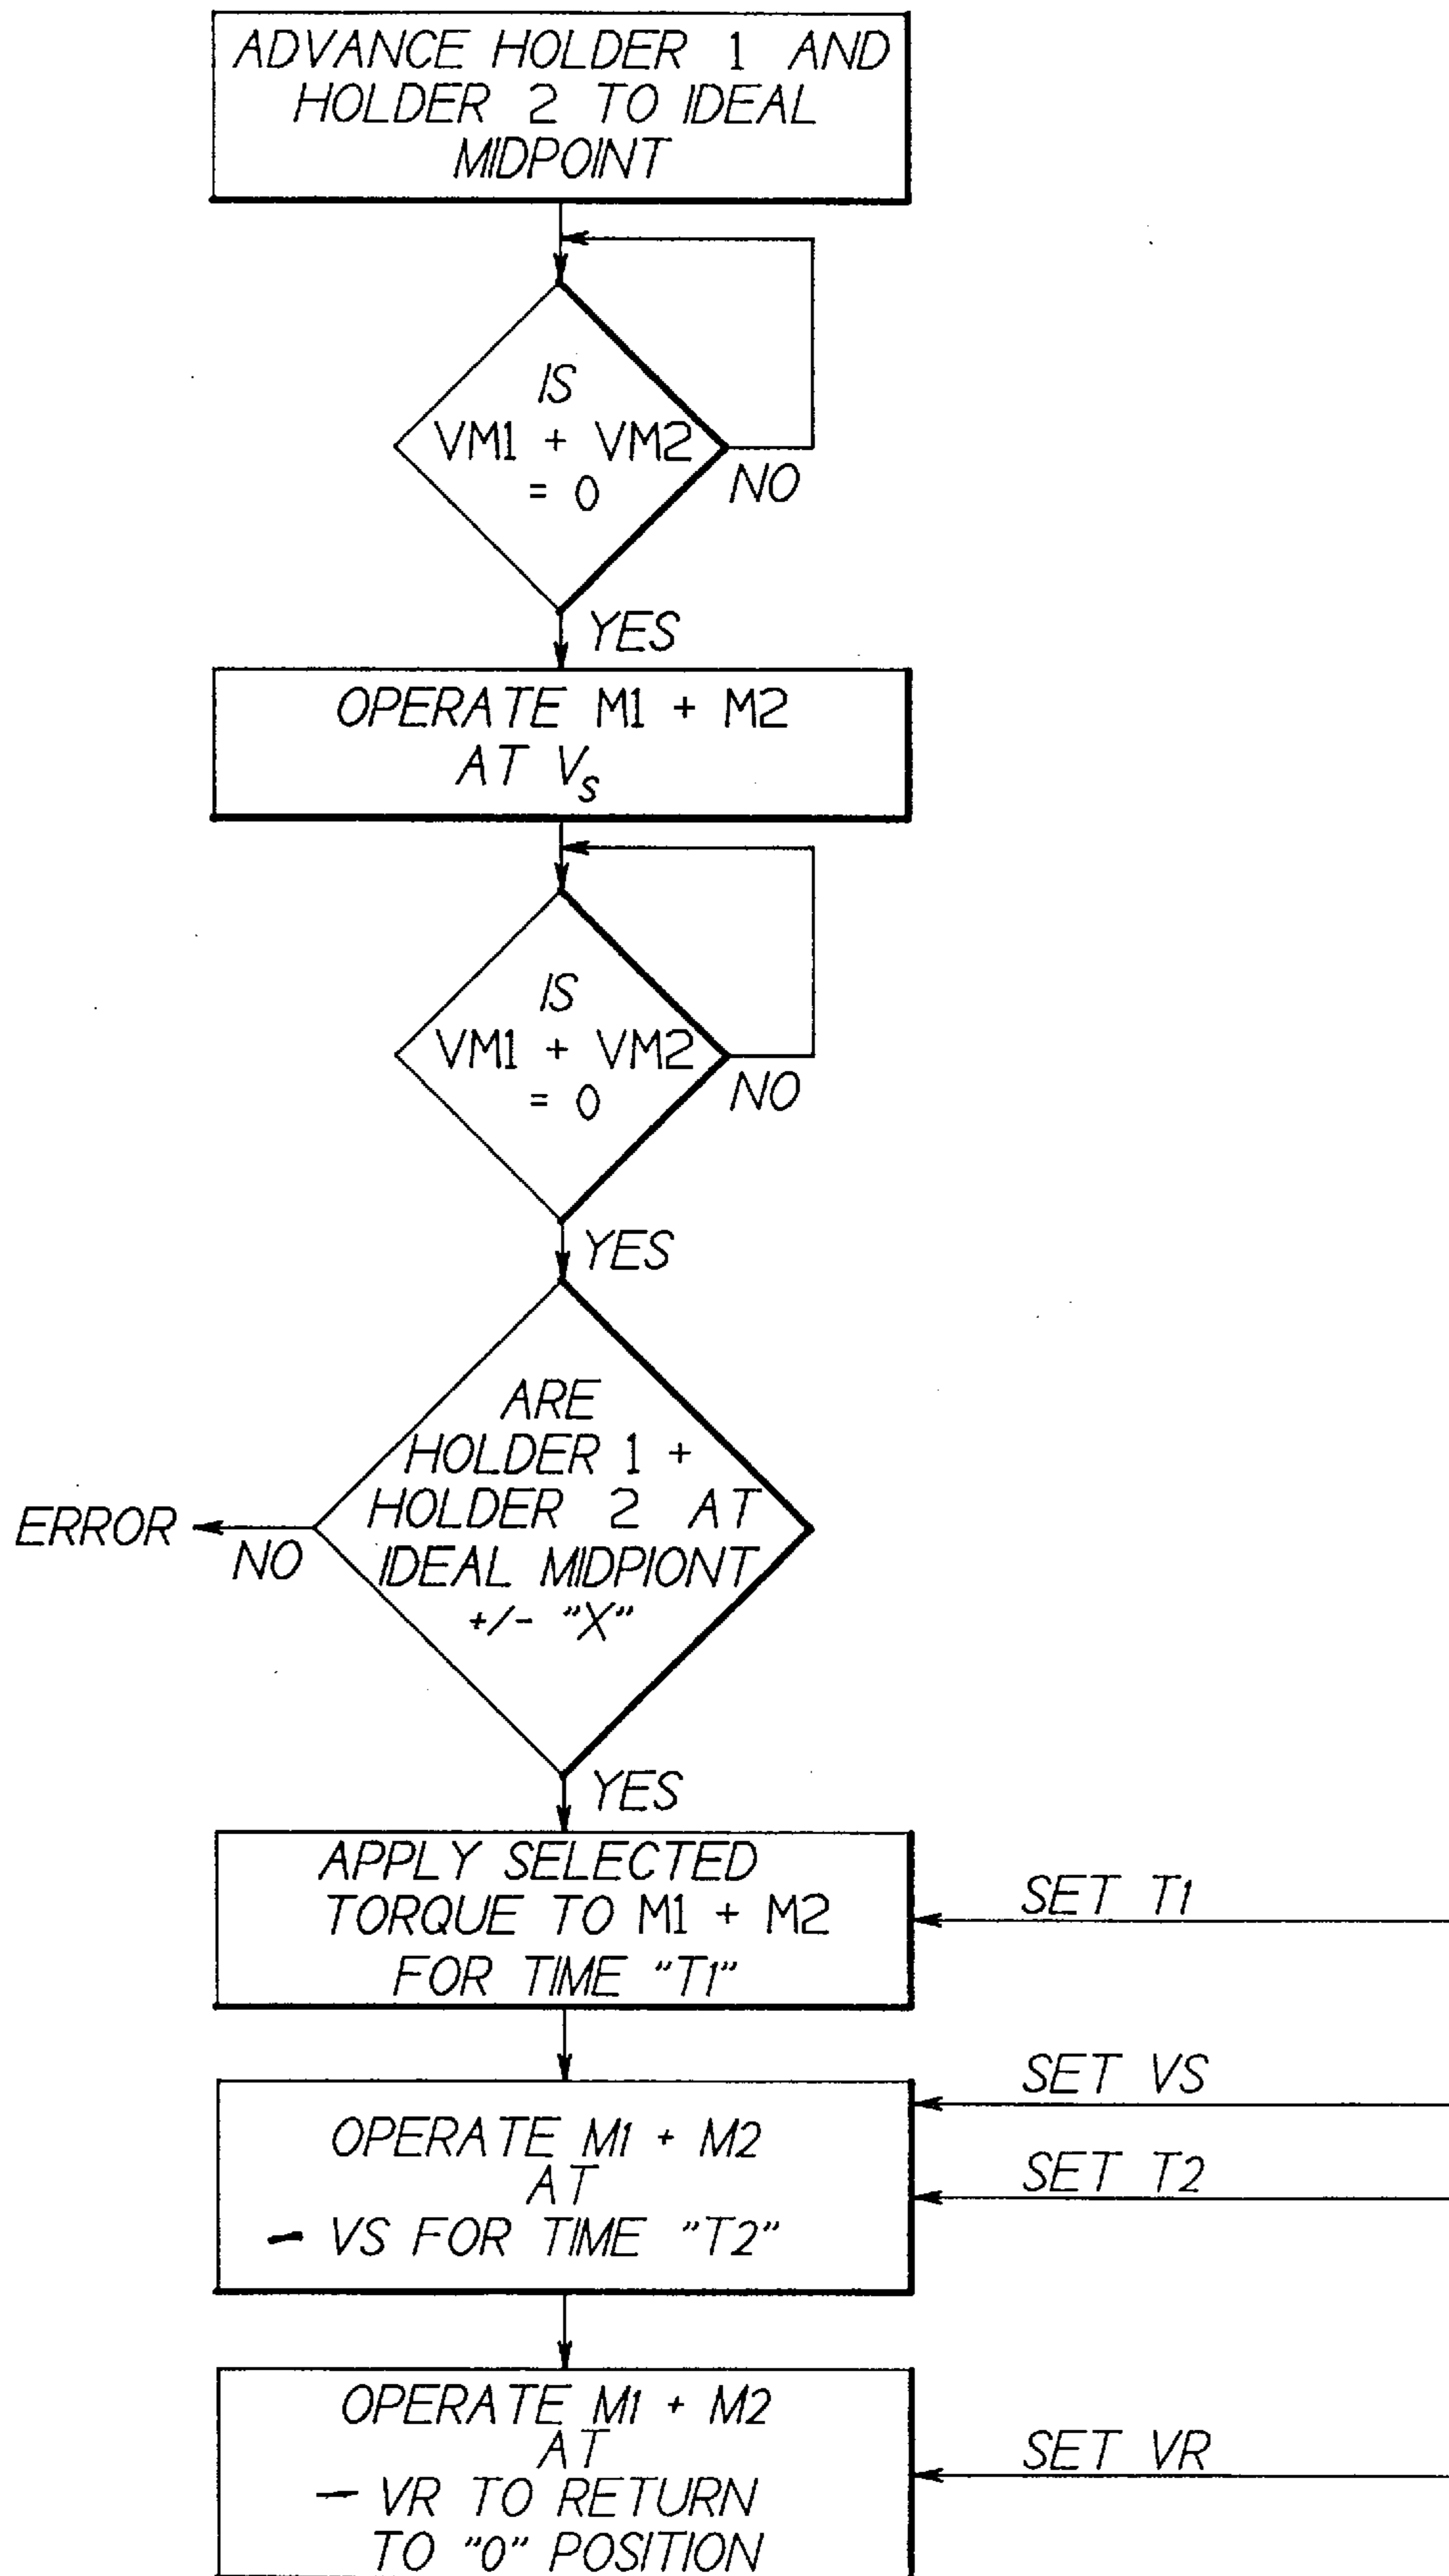 ADVANCE HOLDER 1 AND
HOLDER 2 TO IDEAL
MIDPOINT
IS
VM1 + VM2
= 0
NO
YES
OPERATE M1 + M2
AT Vs
IS
VM1 + VM2
= 0
NO
YES
ARE
HOLDER 1 +
HOLDER 2 AT
IDEAL MIDPIONT
+/- "X"
ERROR
NO
YES
APPLY SELECTED
TORQUE TO M1 + M2
FOR TIME "T1"
SET T1
OPERATE M1 + M2
AT
- VS FOR TIME "T2"
SET VS
SET T2
OPERATE M1 + M2
AT
- VR TO RETURN
TO "0" POSITION
SET VR